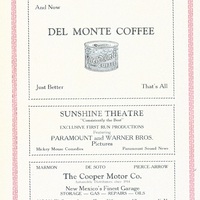 And Now
DEL MONTE COFFEE
Just Better That's All
SUNSHINE THEATRE
"Consistently the Best"
EXCLUSIVE FIRST RUN PRODUCTIONS
Featuring
PARAMOUNT and WARNER BROS.
Pictures
Mickey Mouse Comedies Paramount Sound News
MARMON DE SOTO PIERCE-ARROW
The Cooper Motor Co.
New Mexico's Finest Garage
STORAGE — GAS — REPAIRS — OILS